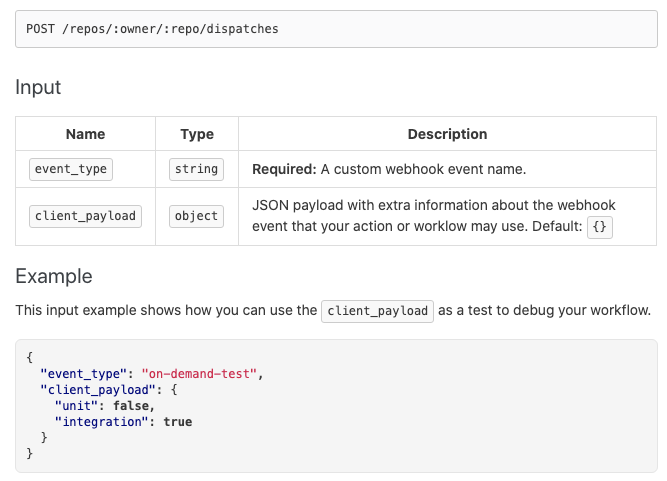 POST /repos/:owner/:repo/dispatches
Input
Name Type Description
event_type string Required: A custom webhook event name.
client_payload object JSON payload with extra information about the webhook
event that your action or worklow may use. Default: {}
Example
This input example shows how you can use the client_payload as a test to debug your workflow.
{
  "event_type": "on-demand-test",
  "client_payload": {
    "unit": false,
    "integration": true
  }
}